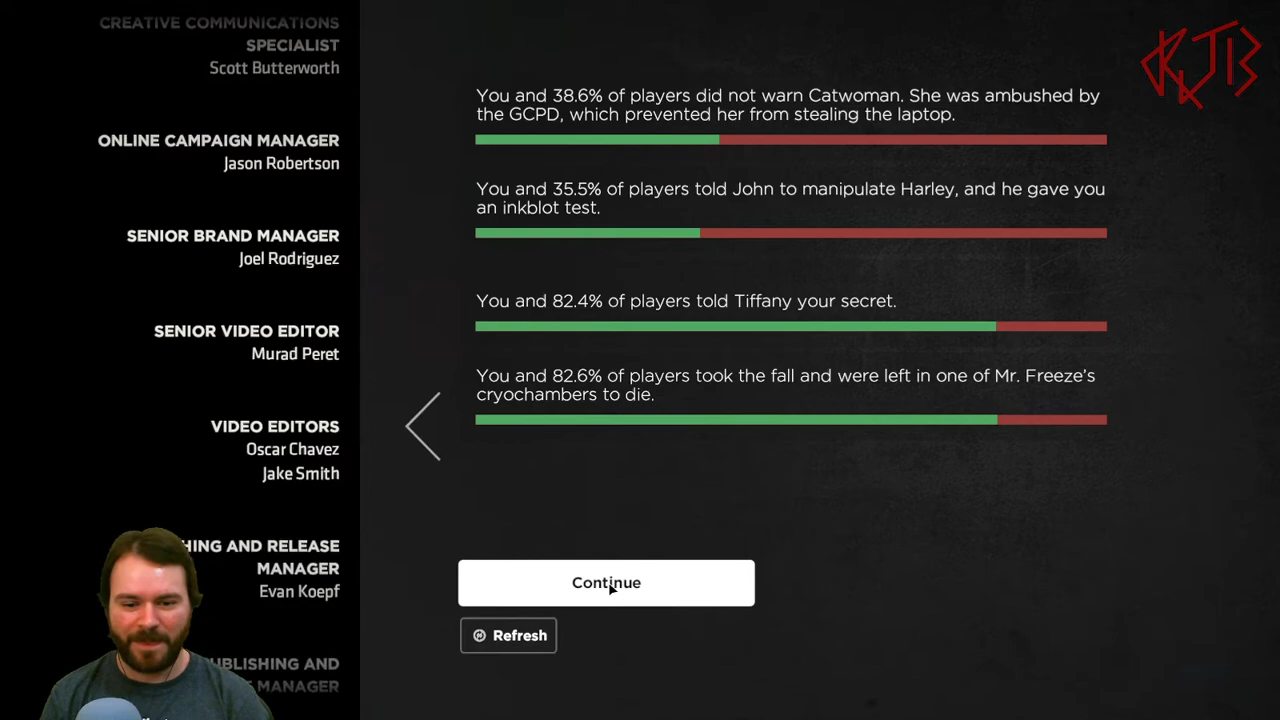 CREATIVE COMMUNICATIONS
SPECIALIST
Scott Butterworth
ONLINE CAMPAIGN MANAGER
Jason Robertson
SENIOR BRAND MANAGER
Joel Rodriguez
SENIOR VIDEO EDITOR
Murad Peret
VIDEO EDITORS
Oscar Chavez
Jake Smith
HING AND RELEASE
MANAGER
Evan Koepf
UBLISHING AND
MANAGER
You and 38.6% of players did not warn Catwoman. She was ambushed by
the GCPD, which prevented her from stealing the laptop.
You and 35.5% of players told John to manipulate Harley, and he gave you
an inkblot test.
You and 82.4% of players told Tiffany your secret.
You and 82.6% of players took the fall and were left in one of Mr. Freeze's
cryochambers to die.
Continue
Refresh